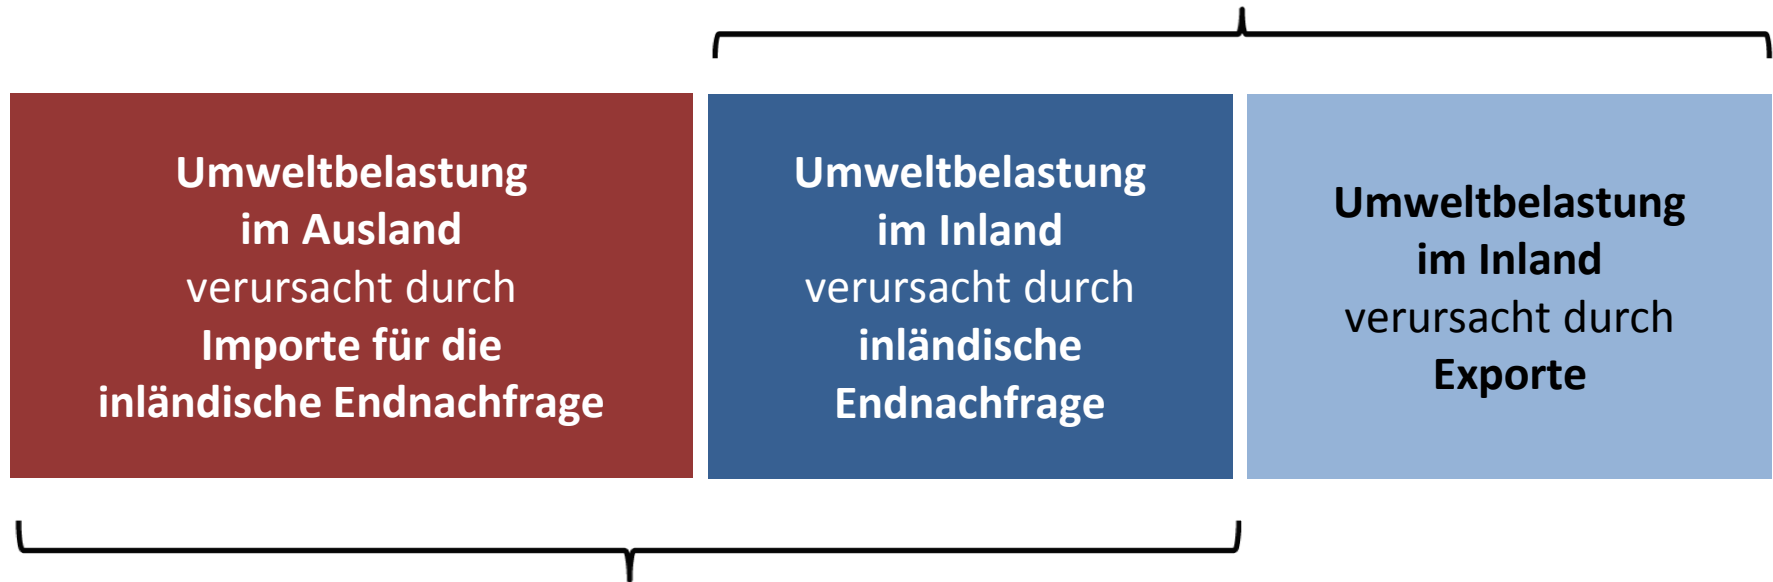 Umweltbelastung
im Ausland
verursacht durch
Importe für die
inländische Endnachfrage
Umweltbelastung
im Inland
verursacht durch
inländische
Endnachfrage
Umweltbelastung
im Inland
verursacht durch
Exporte